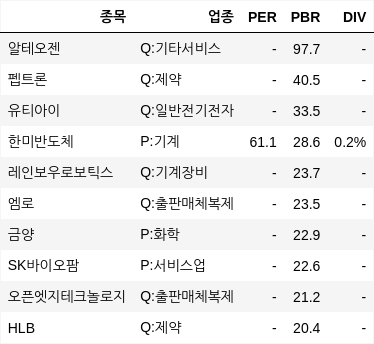 종목 업종 PER PBR DIV
알테오젠 Q:기타서비스 - 97.7 -
펩트론 Q:제약 - 40.5 -
유티아이 Q:일반전기전자 - 33.5 -
한미반도체 P:기계 61.1 28.6 0.2%
레인보우로보틱스 Q:기계장비 - 23.7 -
엠로 Q:출판매체복제 - 23.5 -
금양 P:화학 - 22.9 -
SK바이오팜 P:서비스업 - 22.6 -
오픈엣지테크놀로지 Q:출판매체복제 - 21.2 -
HLB Q:제약 - 20.4 -